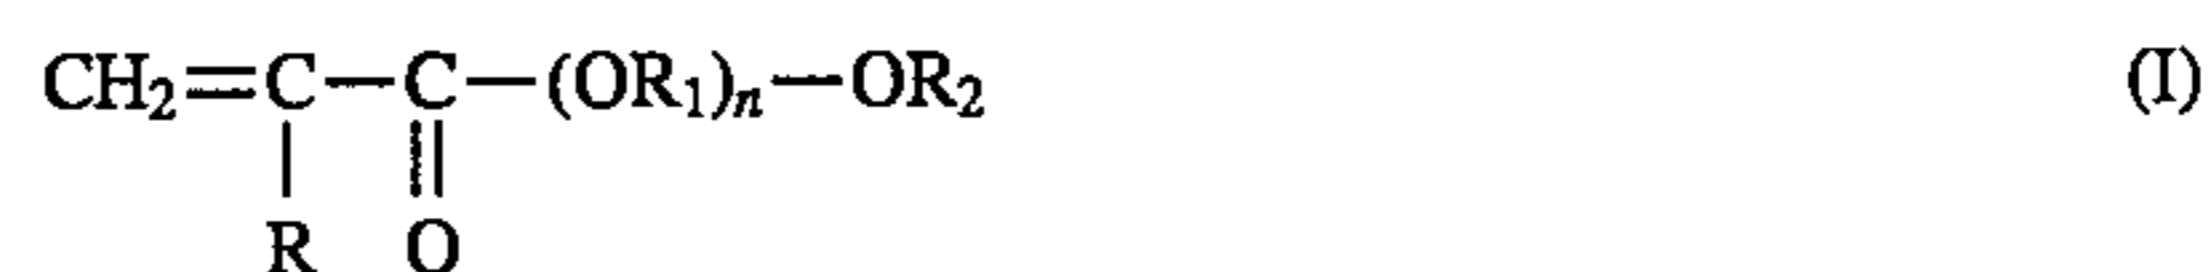 CH₂=C—C—(OR₁)ₙ—OR₂ (I)
R O